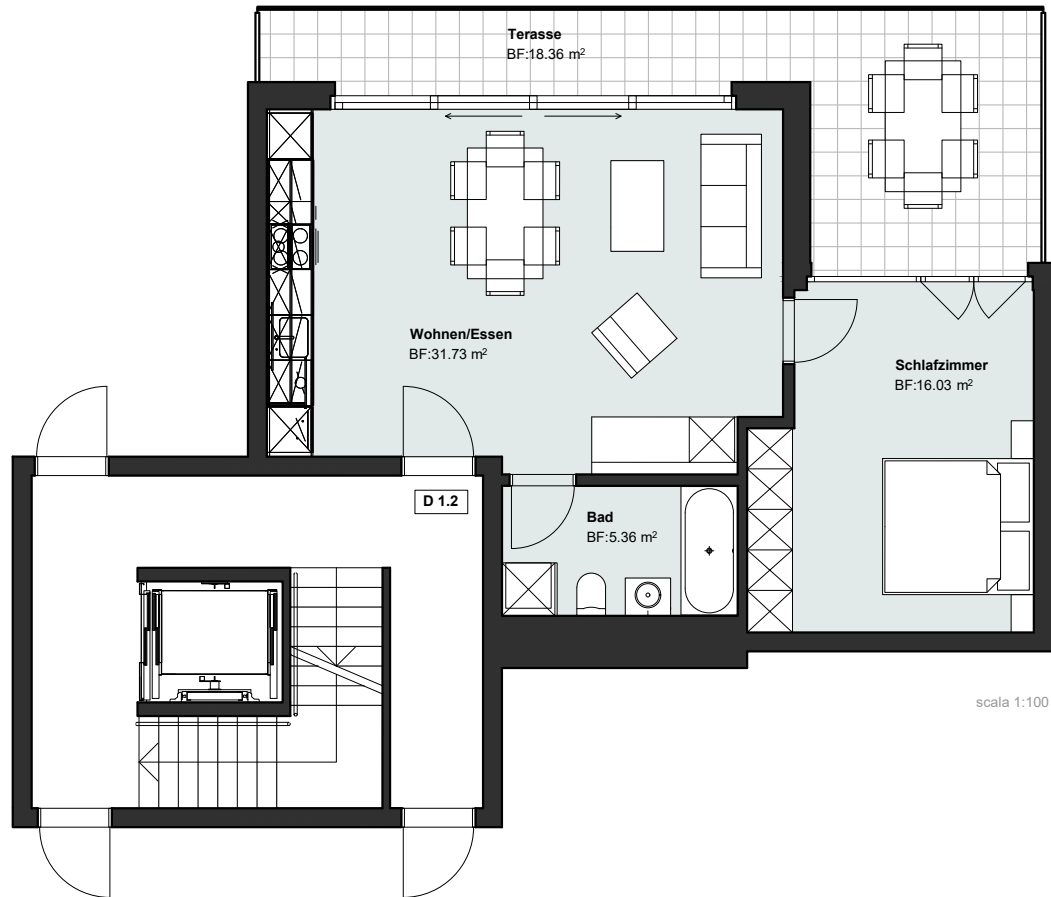 Terasse
BF:18.36 m²
Wohnen/Essen
BF:31.73 m²
Schlafzimmer
BF:16.03 m²
D 1.2
Bad
BF:5.36 m²
scala 1:100